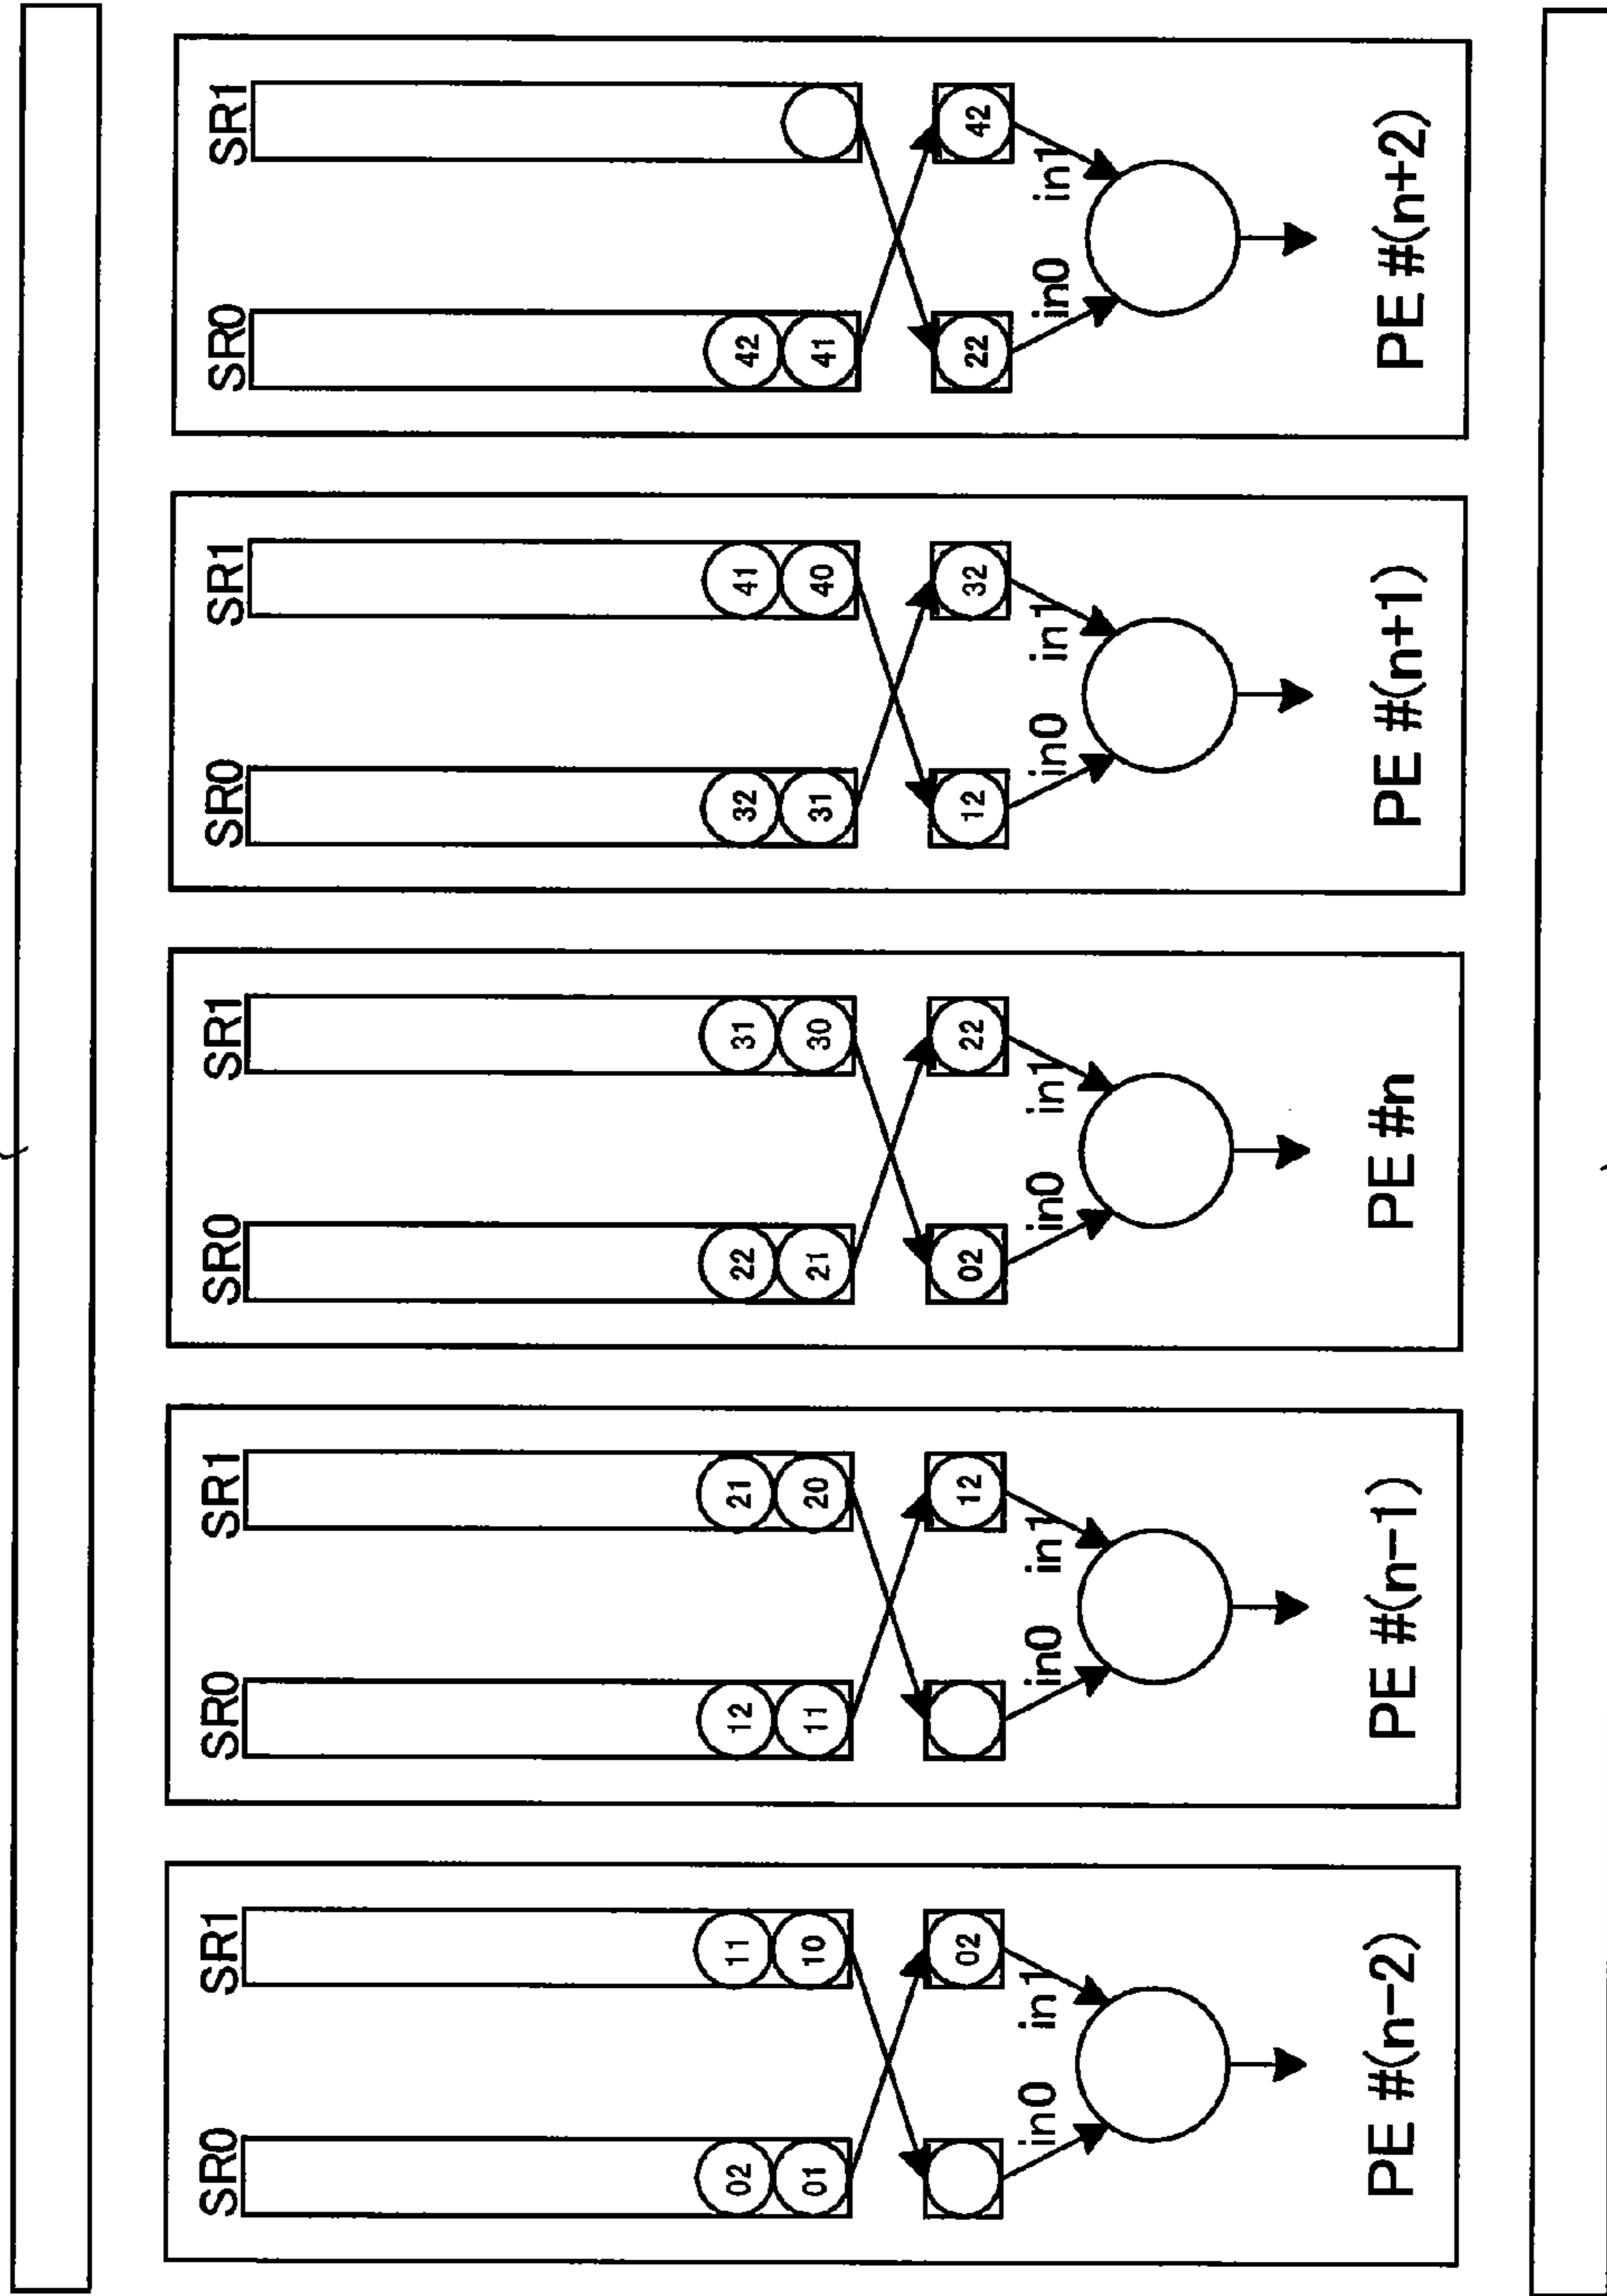 SR0 SR1
02 11
01 10
02
in0 in1
PE #(n-2)
SR0 SR1
12 21
11 20
12
in0 in1
PE #(n-1)
SR0 SR1
22 31
21 30
02 22
in0 in1
PE #n
SR0 SR1
32 41
31 40
12 32
in0 in1
PE #(n+1)
SR0 SR1
42
41
22 42
in0 in1
PE #(n+2)